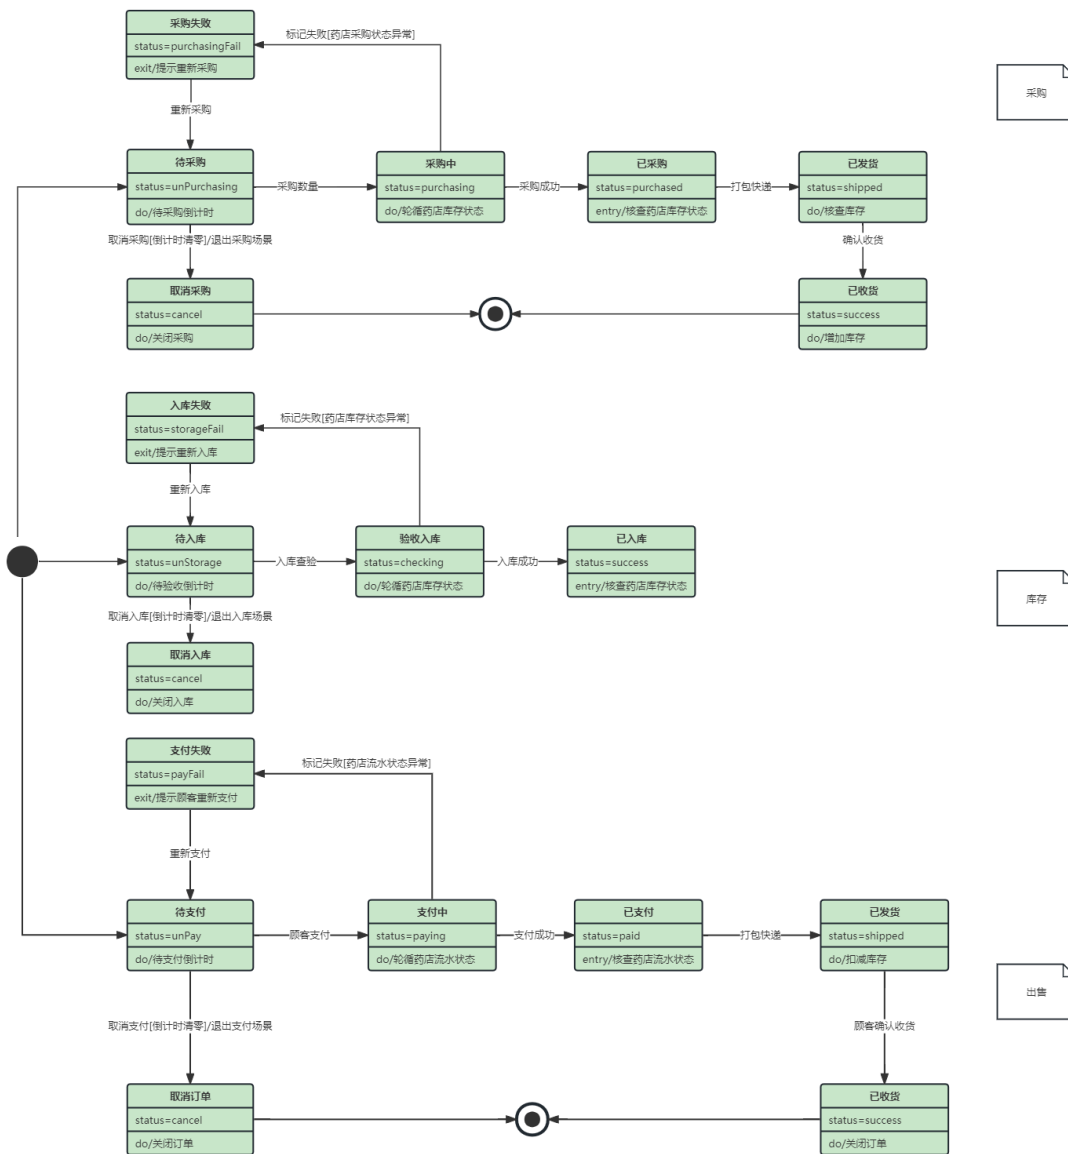 采购失败
status=purchasingFail
exit/提示重新采购
标记失败[药店采购状态异常]
采购
重新采购
待采购
status=unPurchasing
do/待采购倒计时
采购数量
采购中
status=purchasing
do/轮循药店库存状态
采购成功
已采购
status=purchased
entry/核查药店库存状态
打包快递
已发货
status=shipped
do/核查库存
取消采购[倒计时清零]/退出采购场景
确认收货
取消采购
status=cancel
do/关闭采购
已收货
status=success
do/增加库存
入库失败
status=storageFail
exit/提示重新入库
标记失败[药店库存状态异常]
重新入库
待入库
status=unStorage
do/待验收倒计时
入库查验
验收入库
status=checking
do/轮循药店库存状态
入库成功
已入库
status=success
entry/核查药店库存状态
库存
取消入库[倒计时清零]/退出入库场景
取消入库
status=cancel
do/关闭入库
支付失败
status=payFail
exit/提示顾客重新支付
标记失败[药店流水状态异常]
重新支付
待支付
status=unPay
do/待支付倒计时
顾客支付
支付中
status=paying
do/轮循药店流水状态
支付成功
已支付
status=paid
entry/核查药店流水状态
打包快递
已发货
status=shipped
do/扣减库存
出售
取消支付[倒计时清零]/退出支付场景
顾客确认收货
取消订单
status=cancel
do/关闭订单
已收货
status=success
do/关闭订单